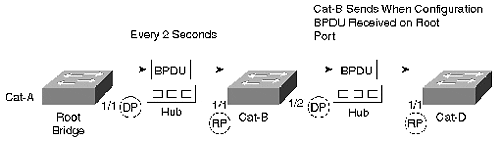 Cat-B Sends When Configuration
BPDU Received on Root
Port
Every 2 Seconds
BPDU
BPDU
Cat-A
1/1
DP
Hub
1/1
RP
Cat-B
1/2
DP
Hub
1/1
RP
Cat-D
Root
Bridge